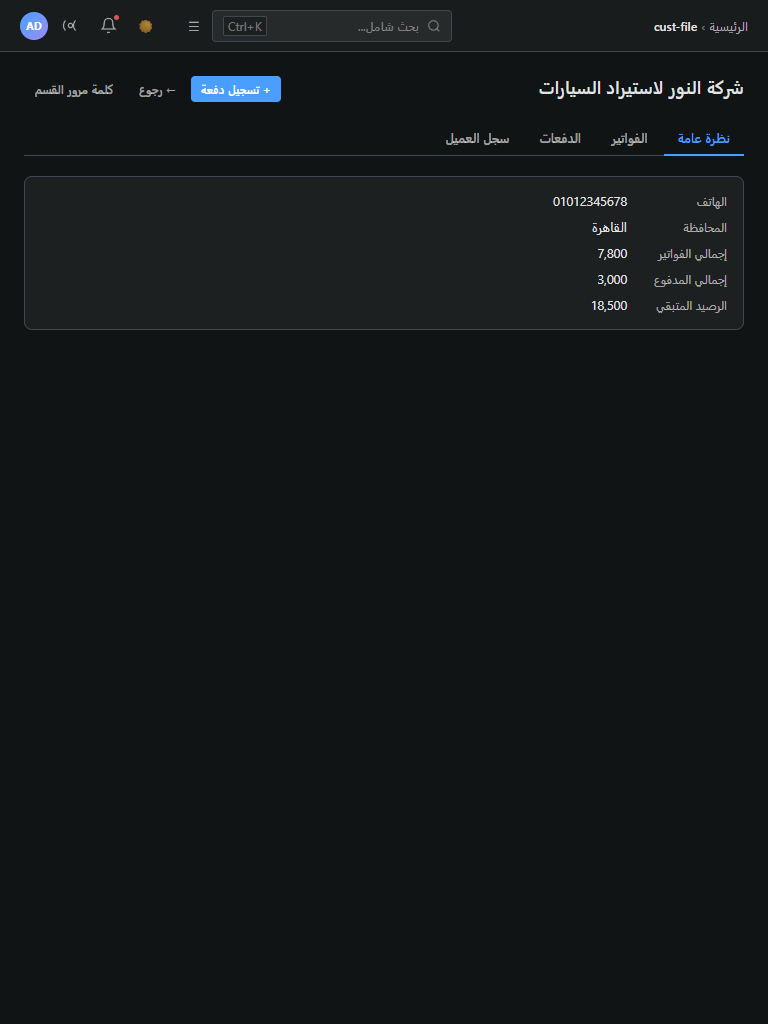 الرئيسية › cust-file
بحث شامل... Ctrl+K
☰
AD
شركة النور لاستيراد السيارات
+ تسجيل دفعة
← رجوع
كلمة مرور القسم
نظرة عامة
الفواتير
الدفعات
سجل العميل
الهاتف 01012345678
المحافظة القاهرة
إجمالي الفواتير 7,800
إجمالي المدفوع 3,000
الرصيد المتبقي 18,500